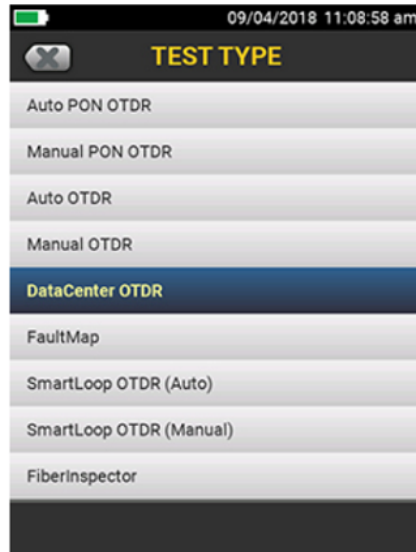 09/04/2018 11:08:58 am
TEST TYPE
Auto PON OTDR
Manual PON OTDR
Auto OTDR
Manual OTDR
DataCenter OTDR
FaultMap
SmartLoop OTDR (Auto)
SmartLoop OTDR (Manual)
FiberInspector